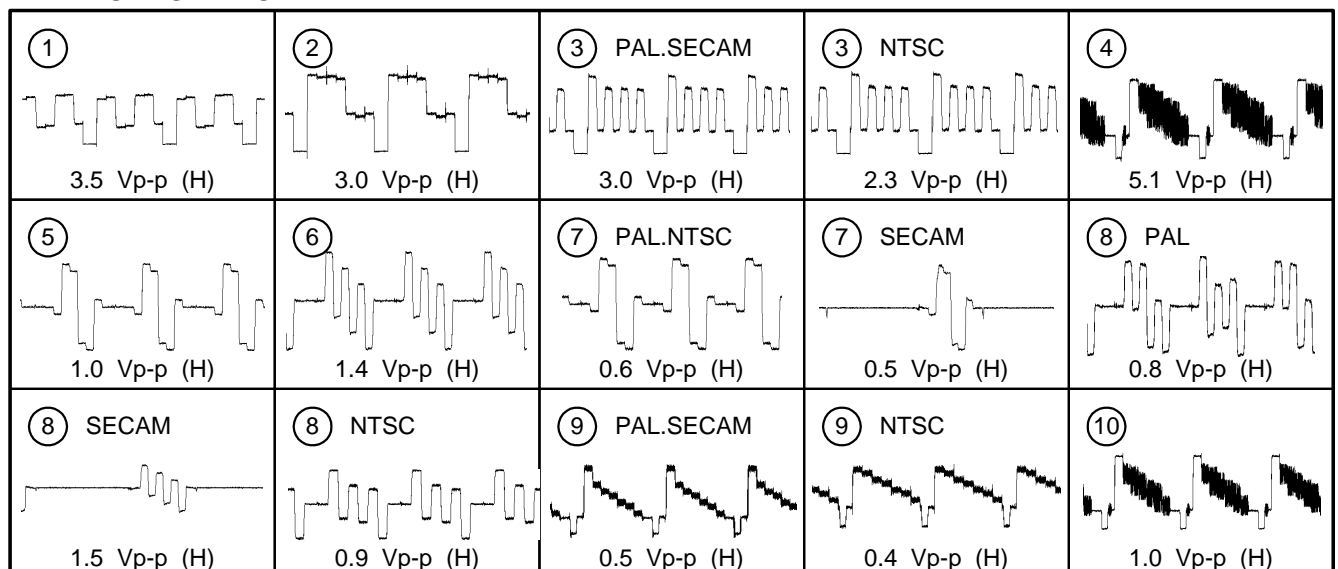 ① ② ③ PAL.SECAM ③ NTSC ④
3.5 Vp-p (H) 3.0 Vp-p (H) 3.0 Vp-p (H) 2.3 Vp-p (H) 5.1 Vp-p (H)
⑤ ⑥ ⑦ PAL.NTSC ⑦ SECAM ⑧ PAL
1.0 Vp-p (H) 1.4 Vp-p (H) 0.6 Vp-p (H) 0.5 Vp-p (H) 0.8 Vp-p (H)
⑧ SECAM ⑧ NTSC ⑨ PAL.SECAM ⑨ NTSC ⑩
1.5 Vp-p (H) 0.9 Vp-p (H) 0.5 Vp-p (H) 0.4 Vp-p (H) 1.0 Vp-p (H)